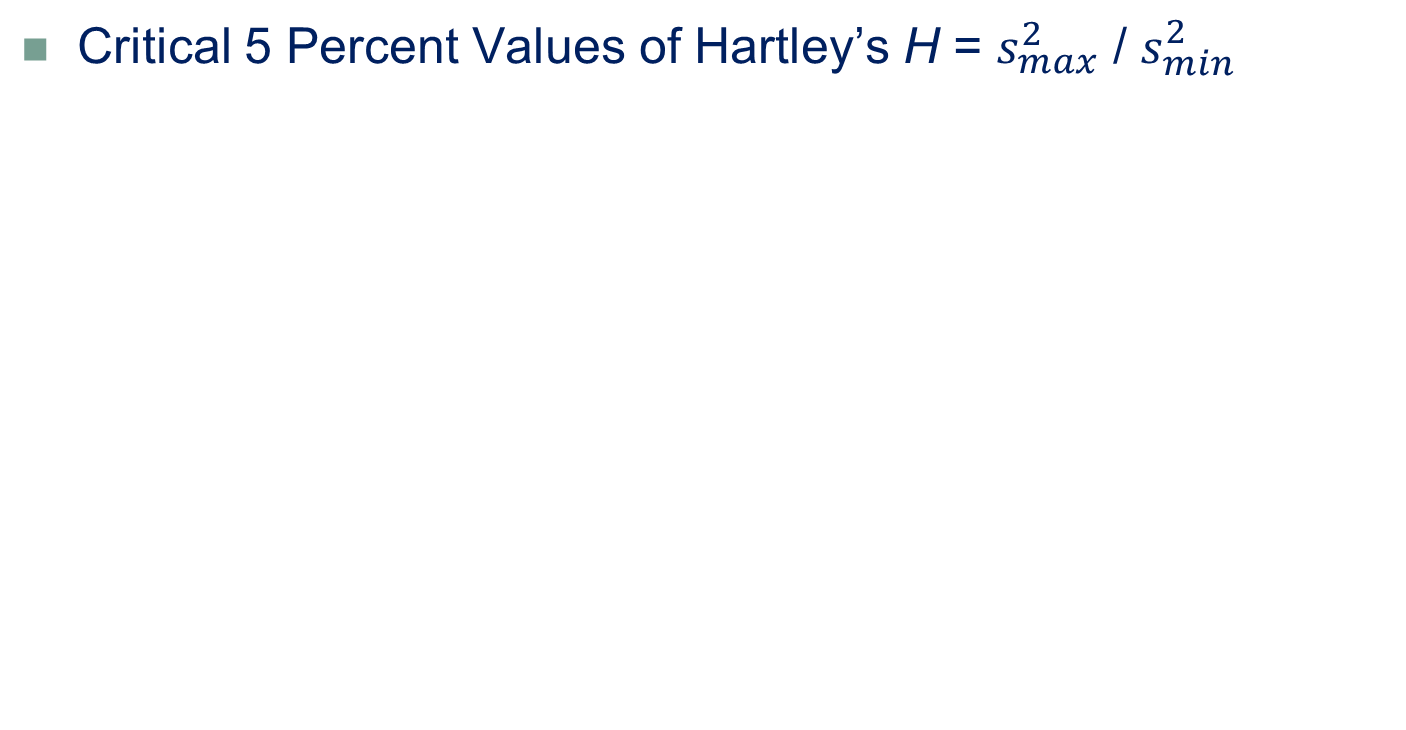 Critical 5 Percent Values of Hartley’s H = s²max / s²min